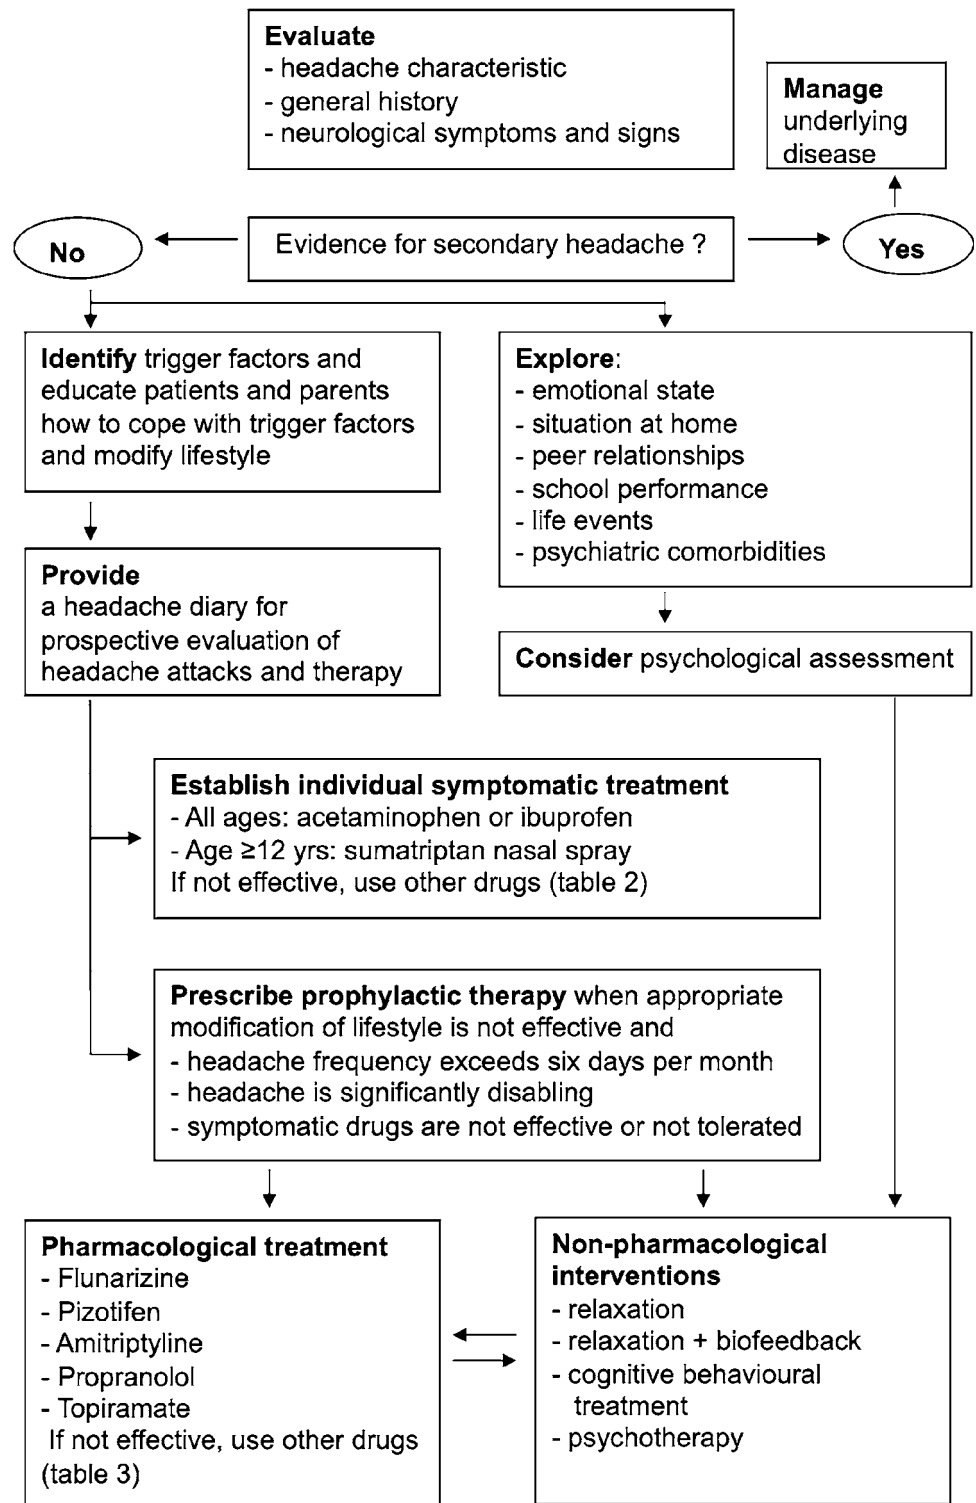 Evaluate
- headache characteristic
- general history
- neurological symptoms and signs
Manage
underlying
disease
No
Evidence for secondary headache ?
Yes
Identify trigger factors and
educate patients and parents
how to cope with trigger factors
and modify lifestyle
Explore:
- emotional state
- situation at home
- peer relationships
- school performance
- life events
- psychiatric comorbidities
Provide
a headache diary for
prospective evaluation of
headache attacks and therapy
Consider psychological assessment
Establish individual symptomatic treatment
- All ages: acetaminophen or ibuprofen
- Age ≥12 yrs: sumatriptan nasal spray
If not effective, use other drugs (table 2)
Prescribe prophylactic therapy when appropriate
modification of lifestyle is not effective and
- headache frequency exceeds six days per month
- headache is significantly disabling
- symptomatic drugs are not effective or not tolerated
Pharmacological treatment
- Flunarizine
- Pizotifen
- Amitriptyline
- Propranolol
- Topiramate
If not effective, use other drugs
(table 3)
Non-pharmacological
interventions
- relaxation
- relaxation + biofeedback
- cognitive behavioural
treatment
- psychotherapy